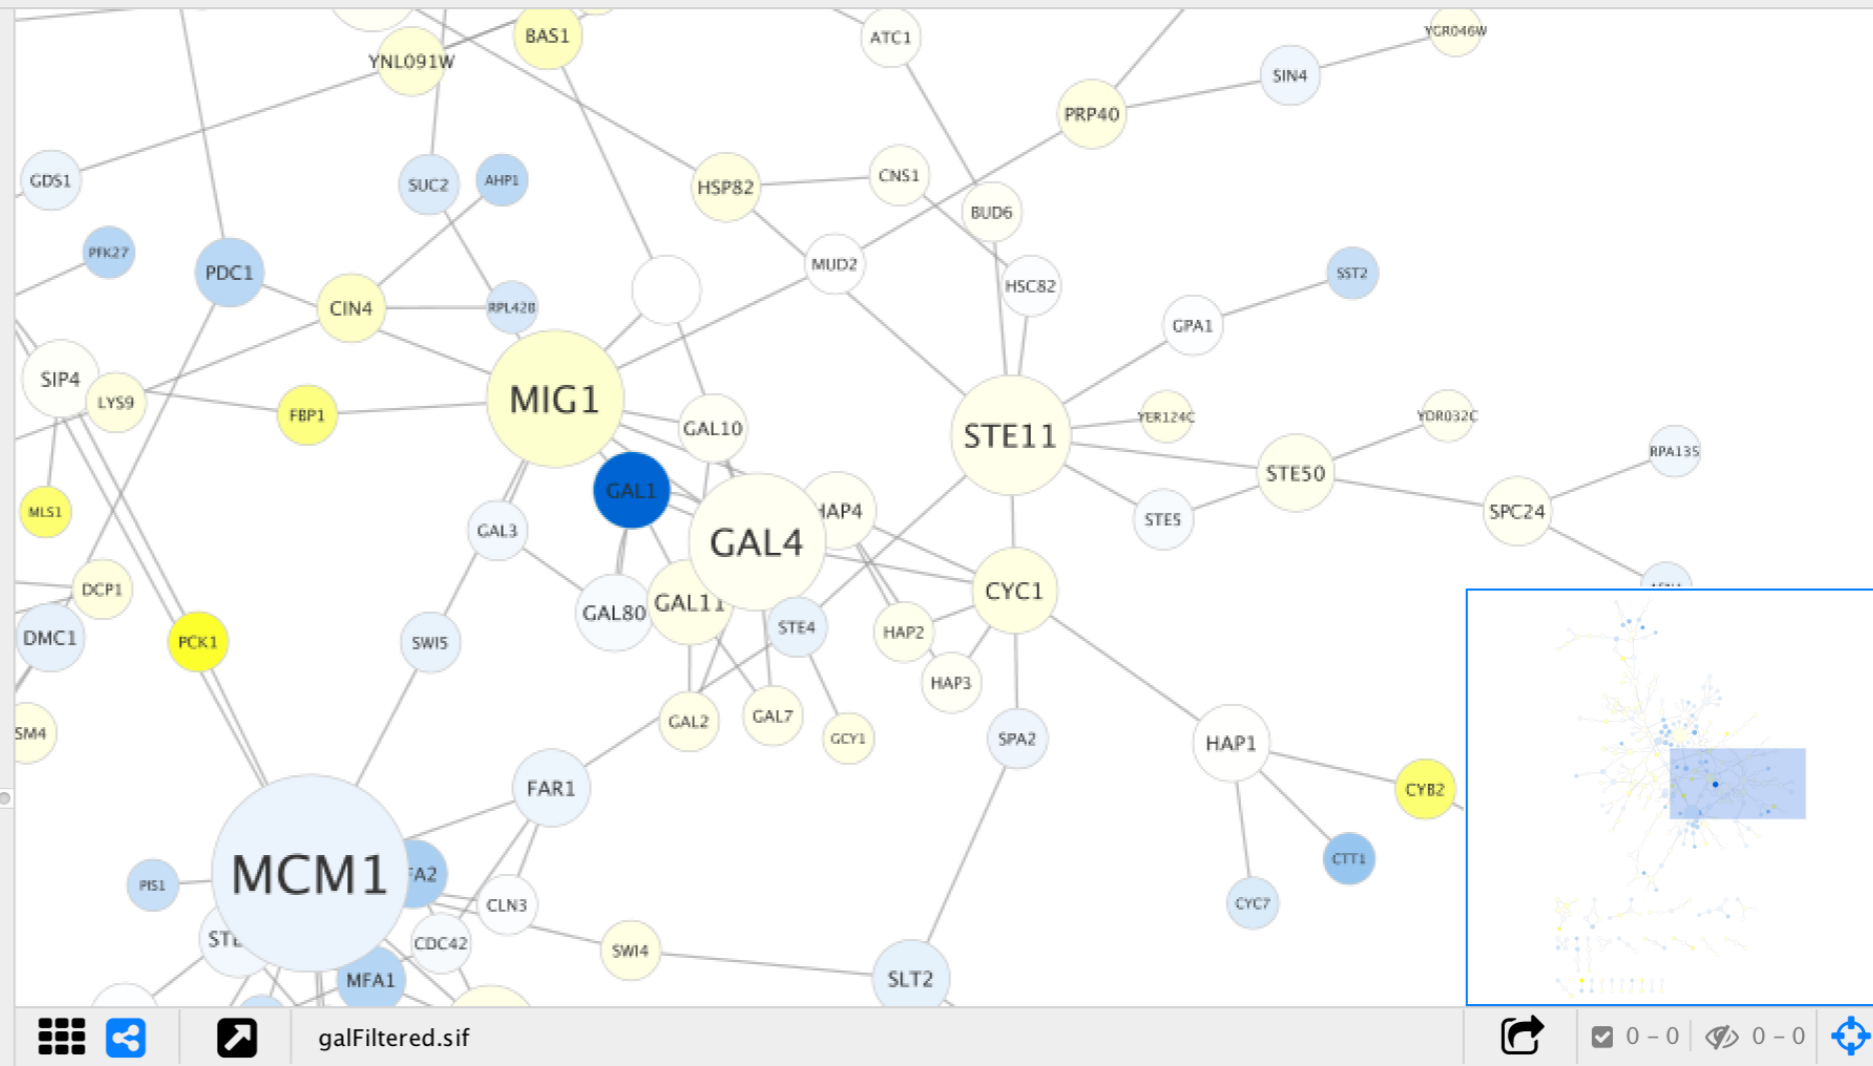 YGR046W
BAS1
ATC1
YNL091W
SIN4
PRP40
GDS1
SUC2
AHP1
HSP82
CNS1
BUD6
PFK27
PDC1
MUD2
HSC82
SST2
CIN4
RPL42B
GPA1
SIP4
LYS9
MIG1
FBP1
GAL10
STE11
YER124C
YDR032C
RPA135
STE50
GAL1
MLS1
HAP4
SPC24
STE5
GAL3
GAL4
DCP1
CYC1
GAL11
GAL80
STE4
HAP2
DMC1
PCK1
SWI5
HAP3
GAL2
GAL7
GCY1
SM4
SPA2
HAP1
FAR1
CYB2
CTT1
MCM1
FA2
PIS1
CLN3
CYC7
STE
CDC42
SWI4
MFA1
SLT2
galFiltered.sif
0 – 0
0 – 0